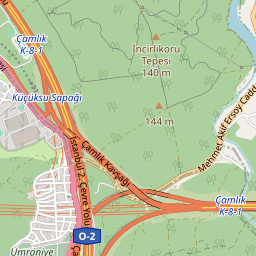 Çamlık
K-8-1
İncirlikoru
Tepesi
140 m
Küçüksu Sapağı
144 m
Mehmet Akif Ersoy Cadd
Çamlık Kavşağı
İstanbul 2. Çevre Yolu
Çamlık
K-8-1
O-2
Ümraniye